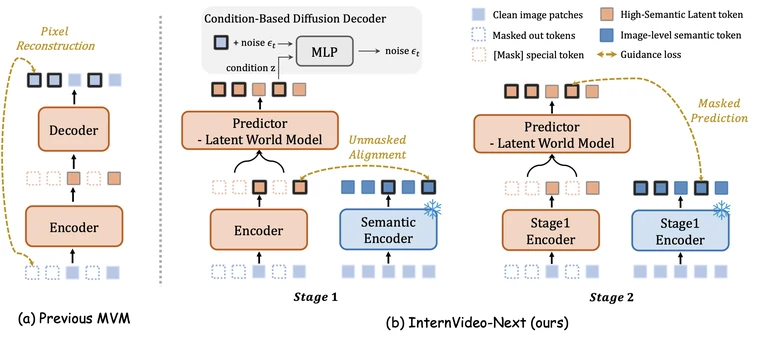 Pixel
Reconstruction
Decoder
Encoder
(a) Previous MVM
Condition-Based Diffusion Decoder
+ noise ϵt
condition z
MLP
noise ϵt
Predictor
- Latent World Model
Unmasked
Alignment
Encoder
Semantic
Encoder
Stage 1
Clean image patches
Masked out tokens
[Mask] special token
High-Semantic Latent token
Image-level semantic token
Guidance loss
Predictor
- Latent World Model
Masked
Prediction
Stage1
Encoder
Stage1
Encoder
Stage 2
(b) InternVideo-Next (ours)